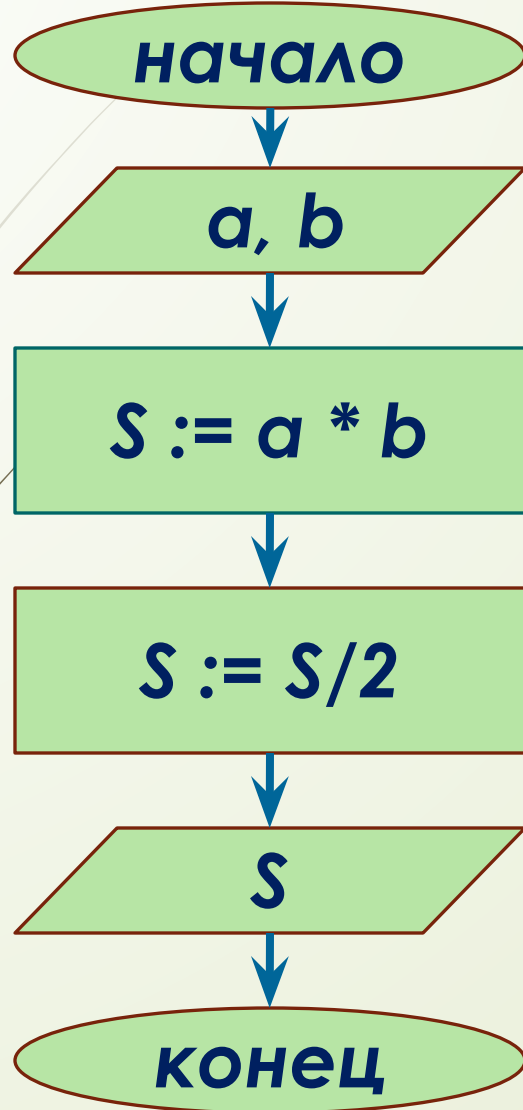 начало
a, b
S := a * b
S := S/2
S
конец